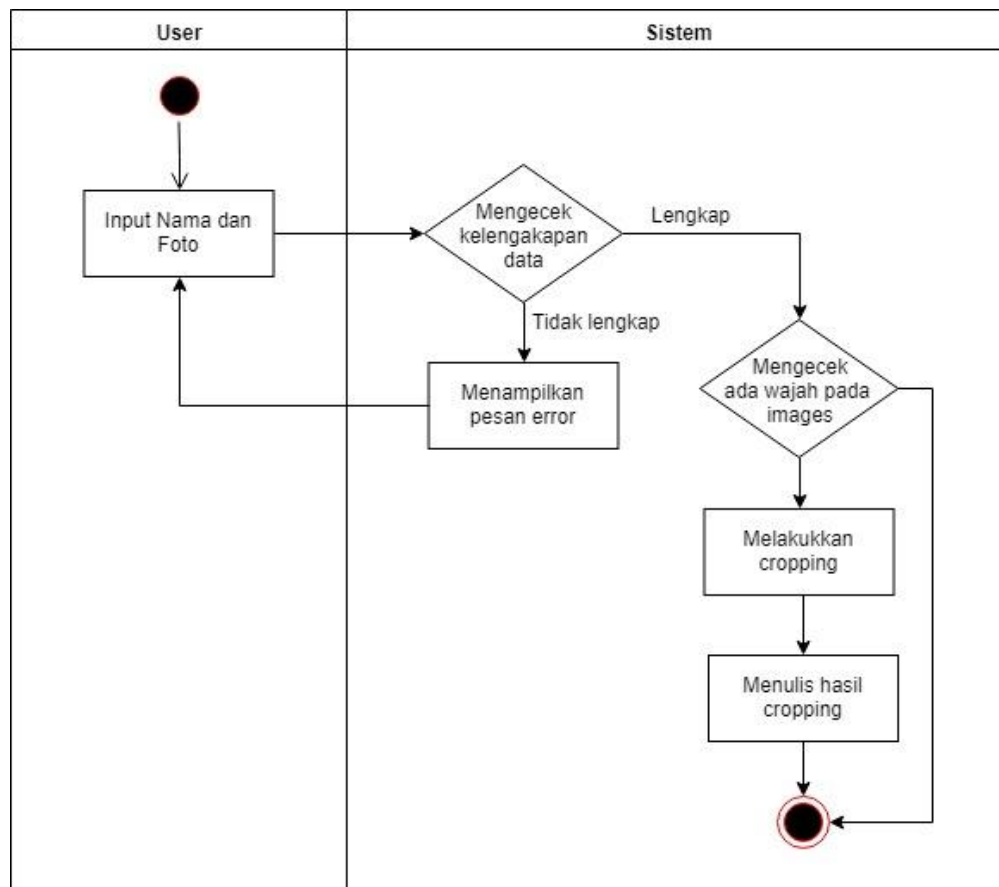 User
Sistem
Input Nama dan
Foto
Mengecek
kelengakapan
data
Lengkap
Tidak lengkap
Menampilkan
pesan error
Mengecek
ada wajah pada
images
Melakukkan
cropping
Menulis hasil
cropping